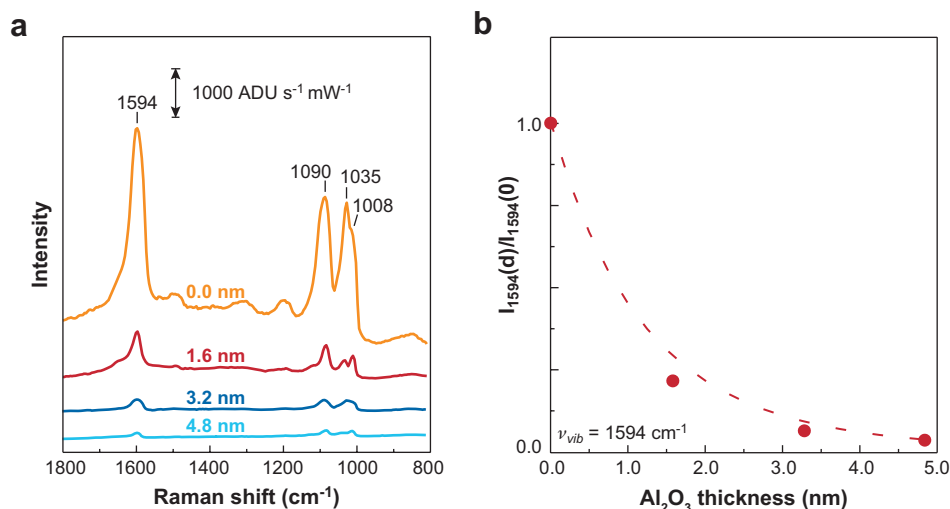 a
1000 ADU s⁻¹ mW⁻¹
1594
1090
1035
1008
0.0 nm
1.6 nm
3.2 nm
4.8 nm
Intensity
1800 1600 1400 1200 1000 800
Raman shift (cm⁻¹)
b
1.0
0.0
I₁₅₉₄(d)/I₁₅₉₄(0)
ν_vib = 1594 cm⁻¹
0.0 1.0 2.0 3.0 4.0 5.0
Al₂O₃ thickness (nm)